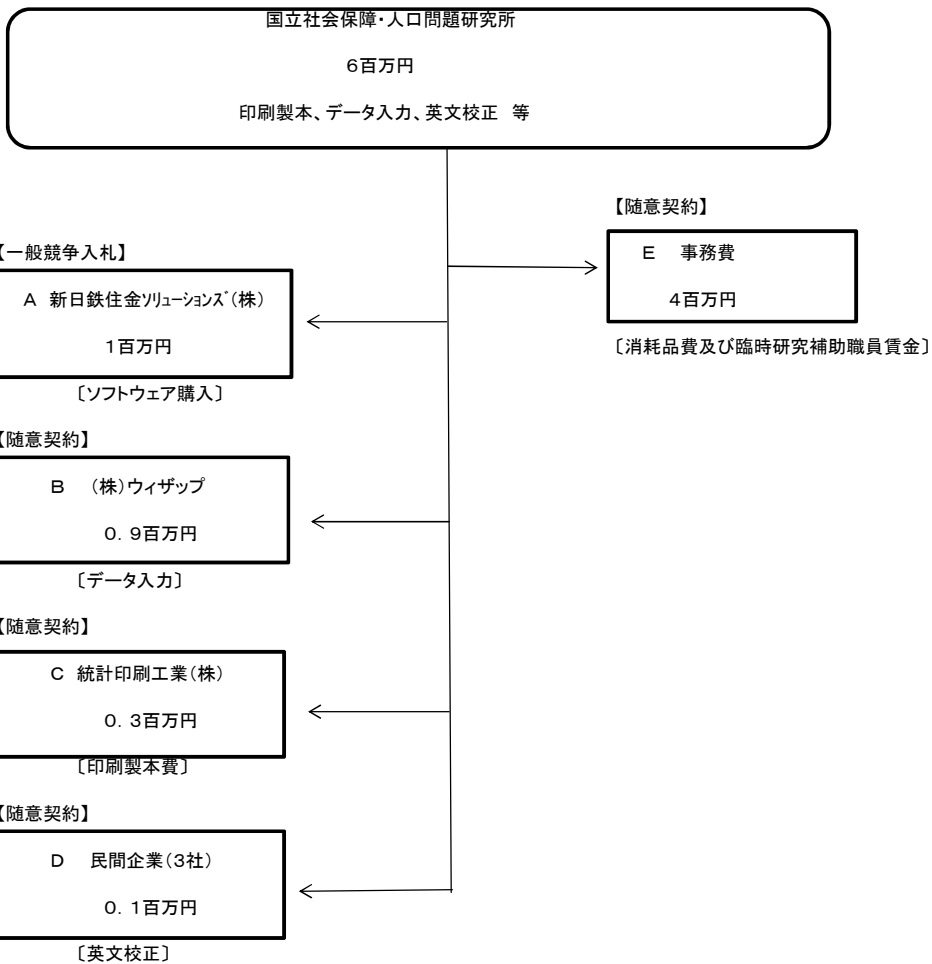 国立社会保障・人口問題研究所
6百万円
印刷製本、データ入力、英文校正　等
【随意契約】
E　事務費
4百万円
〔消耗品費及び臨時研究補助職員賃金〕
【一般競争入札】
A　新日鉄住金ｿﾘｭｰｼｮﾝｽﾞ(株)
1百万円
〔ソフトウェア購入〕
【随意契約】
B　(株)ウィザップ
0．9百万円
〔データ入力〕
【随意契約】
C　統計印刷工業(株)
0．3百万円
〔印刷製本費〕
【随意契約】
D　民間企業(3社)
0．1百万円
〔英文校正〕